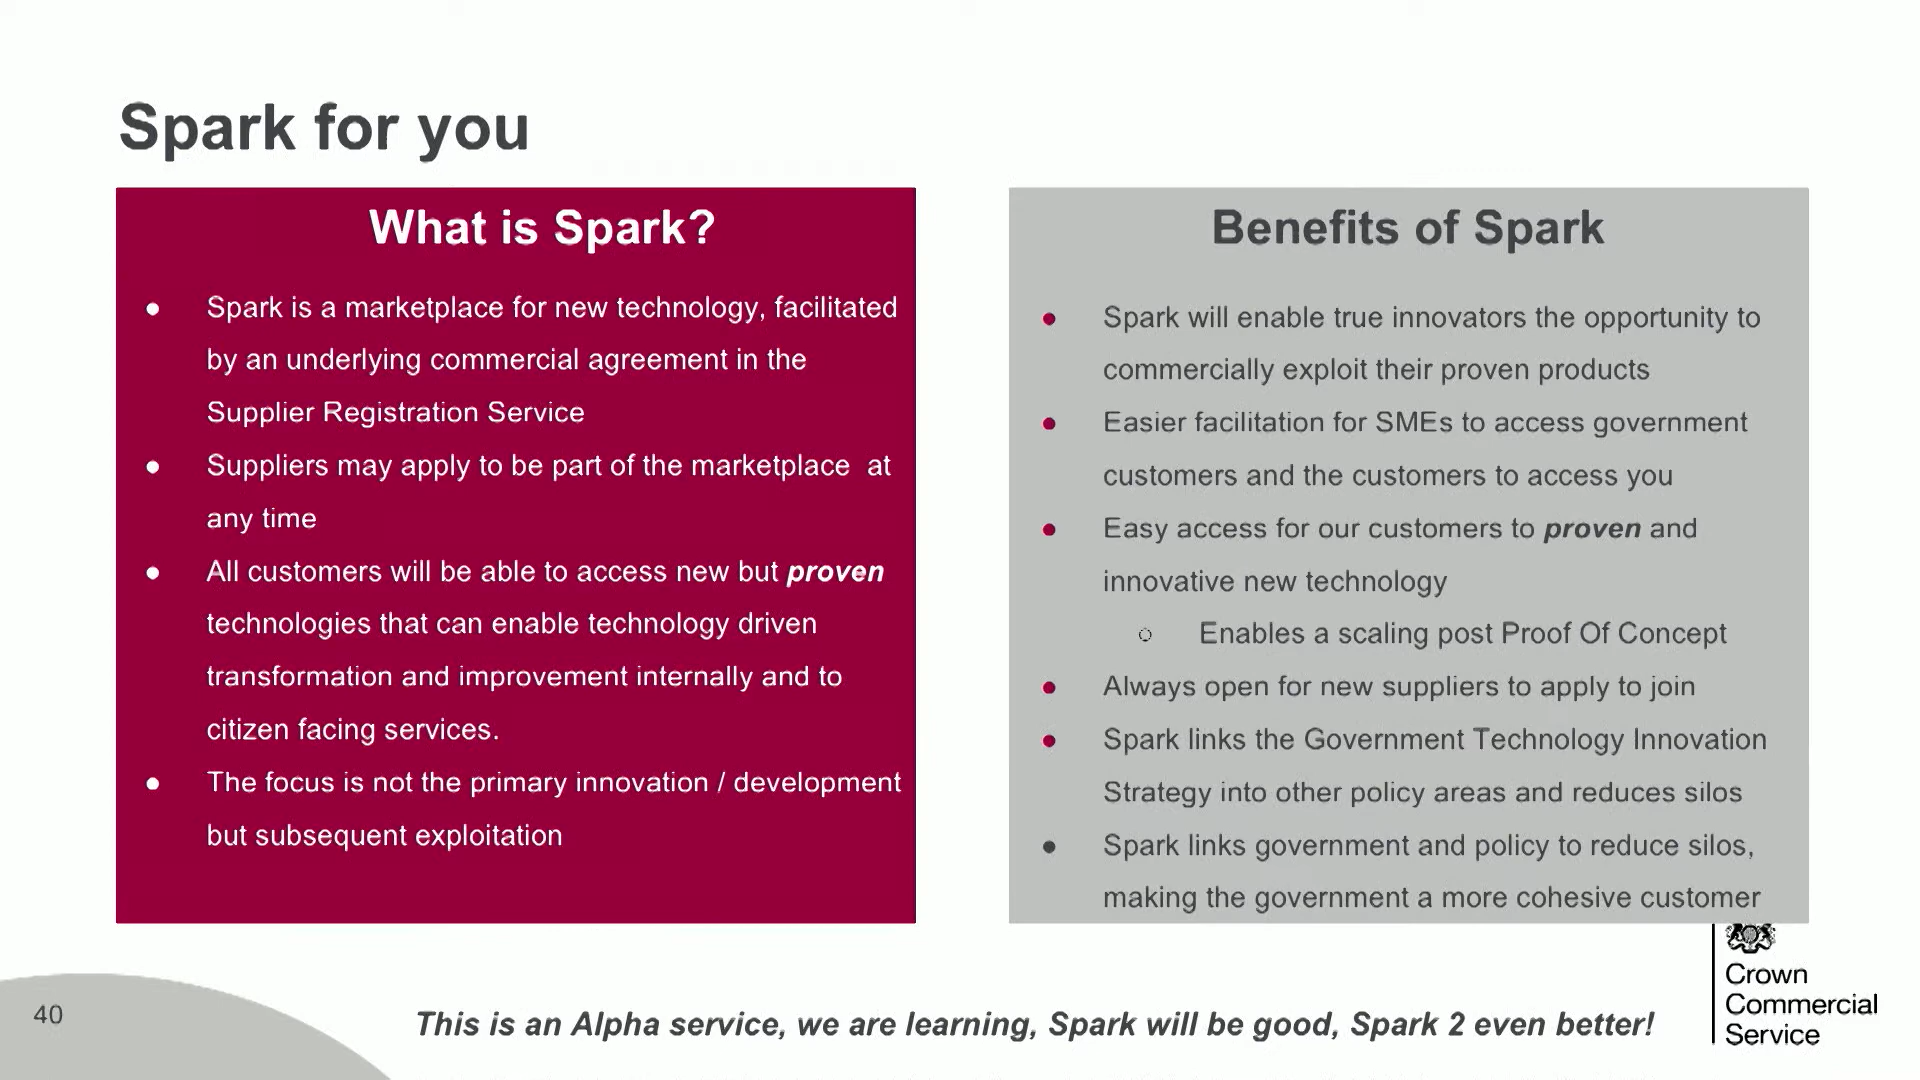 Spark for you
What is Spark?
● Spark is a marketplace for new technology, facilitated
by an underlying commercial agreement in the
Supplier Registration Service
● Suppliers may apply to be part of the marketplace at
any time
● All customers will be able to access new but proven
technologies that can enable technology driven
transformation and improvement internally and to
citizen facing services.
● The focus is not the primary innovation / development
but subsequent exploitation
Benefits of Spark
● Spark will enable true innovators the opportunity to
commercially exploit their proven products
● Easier facilitation for SMEs to access government
customers and the customers to access you
● Easy access for our customers to proven and
innovative new technology
○ Enables a scaling post Proof Of Concept
● Always open for new suppliers to apply to join
● Spark links the Government Technology Innovation
Strategy into other policy areas and reduces silos
● Spark links government and policy to reduce silos,
making the government a more cohesive customer
40
This is an Alpha service, we are learning, Spark will be good, Spark 2 even better!
Crown
Commercial
Service